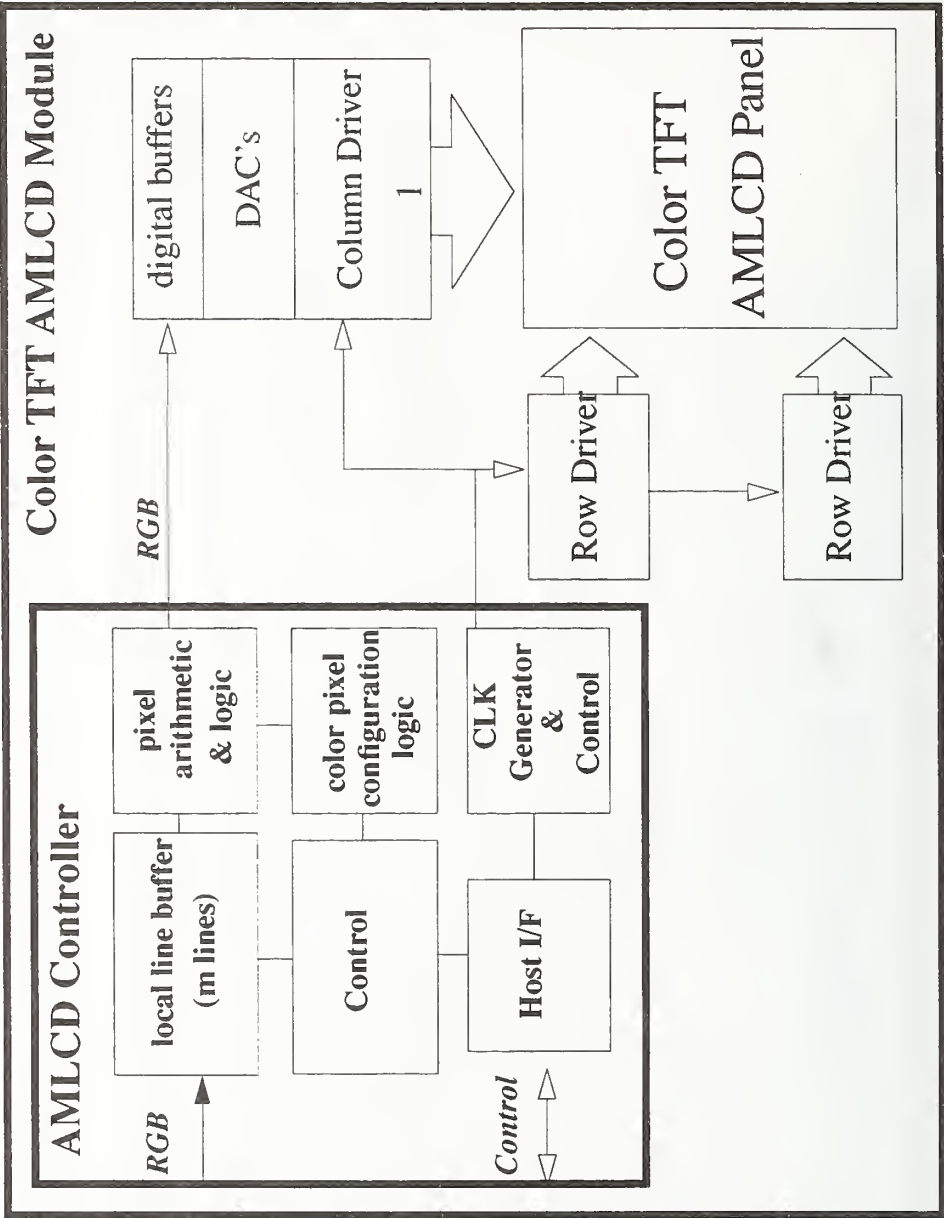 Color TFT AMLCD Module
AMLCD Controller
RGB
local line buffer
(m lines)
pixel
arithmetic
& logic
RGB
digital buffers
DAC's
Column Driver
1
Control
color pixel
configuration
logic
Control
Host I/F
CLK
Generator
&
Control
Row Driver
Row Driver
Color TFT
AMLCD Panel